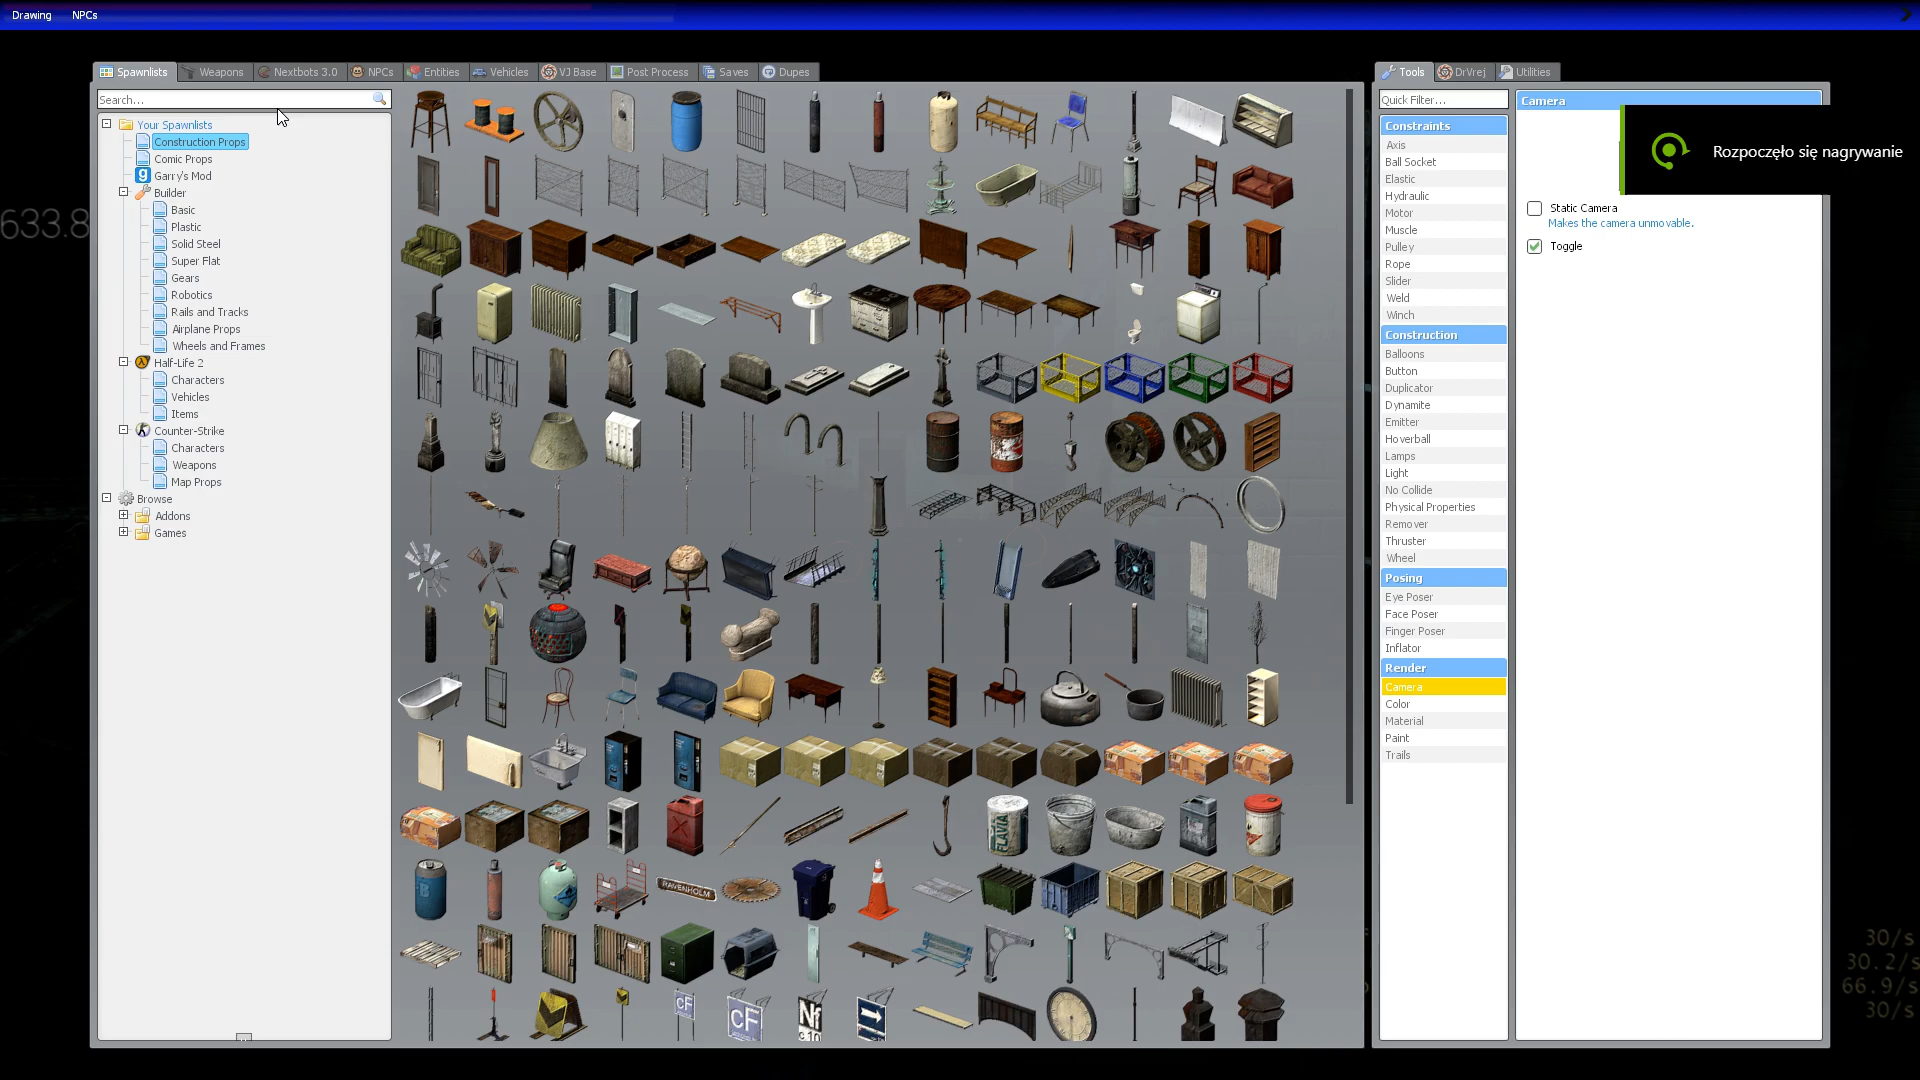 Drawing NPCs
Spawnlists Weapons Nextbots 3.0 NPCs Entities Vehicles VJ Base Post Process Saves Dupes
Tools DrVrej Utilities
Search...
Your Spawnlists
Construction Props
Comic Props
Garry's Mod
Builder
Basic
Plastic
Solid Steel
Super Flat
Gears
Robotics
Rails and Tracks
Airplane Props
Wheels and Frames
Half-Life 2
Characters
Vehicles
Items
Counter-Strike
Characters
Weapons
Map Props
Browse
Addons
Games
633.8
FLAVIA
RAVENHOLM
cF
cF
Nf
Quick Filter...
Constraints
Axis
Ball Socket
Elastic
Hydraulic
Motor
Muscle
Pulley
Rope
Slider
Weld
Winch
Construction
Balloons
Button
Duplicator
Dynamite
Emitter
Hoverball
Lamps
Light
No Collide
Physical Properties
Remover
Thruster
Wheel
Posing
Eye Poser
Face Poser
Finger Poser
Inflator
Render
Camera
Color
Material
Paint
Trails
Camera
Rozpoczęło się nagrywanie
Static Camera
Makes the camera unmovable.
Toggle
30/s
30.2/s
66.9/s
30/s